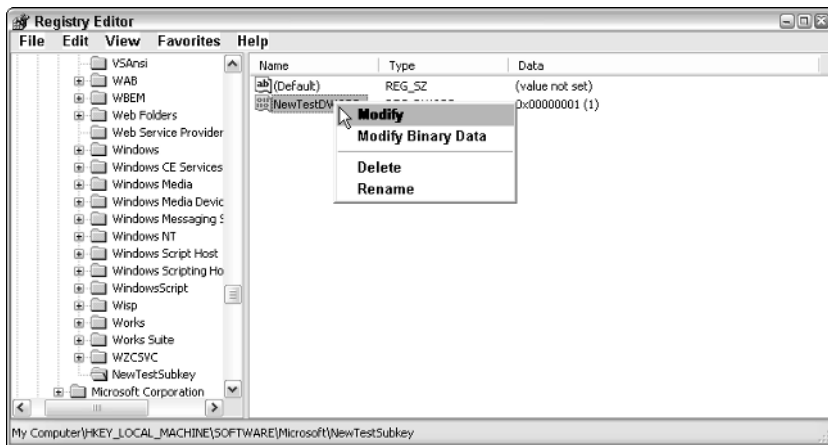 Registry Editor
File Edit View Favorites Help
VSAnsi
WAB
WBEM
Web Folders
Web Service Provider
Windows
Windows CE Services
Windows Media
Windows Media Devic
Windows Messaging S
Windows NT
Windows Script Host
Windows Scripting Ho
WindowsScript
Wisp
Works
Works Suite
WZCSVC
NewTestSubkey
Microsoft Corporation
Name Type Data
(Default) REG_SZ (value not set)
NewTestDW 0x00000001 (1)
Modify
Modify Binary Data
Delete
Rename
My Computer\HKEY_LOCAL_MACHINE\SOFTWARE\Microsoft\NewTestSubkey